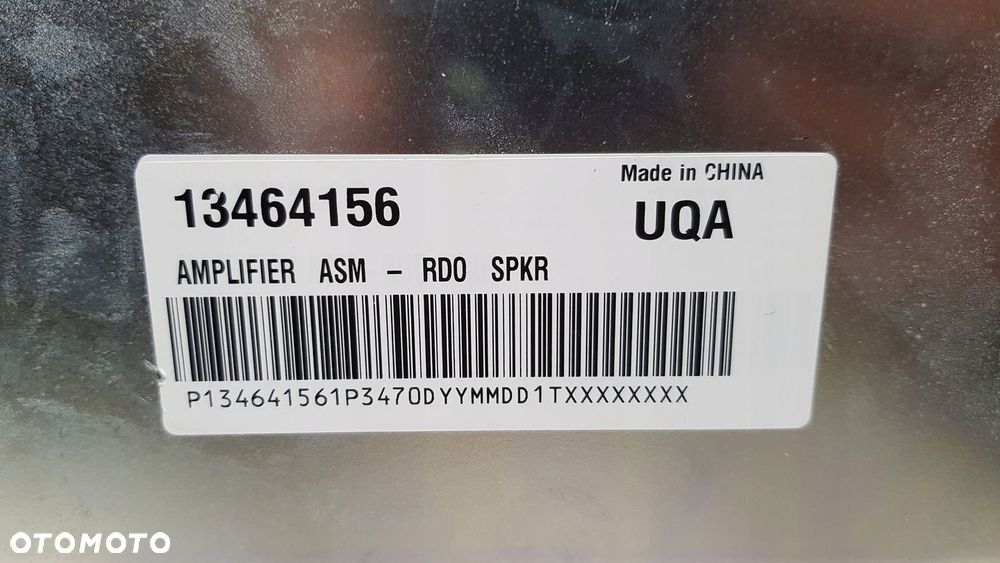 Made in CHINA
13464156
UQA
AMPLIFIER ASM - RDO SPKR
P134641561P3470DYYMMDD1TXXXXXXXX
OTOMOTO